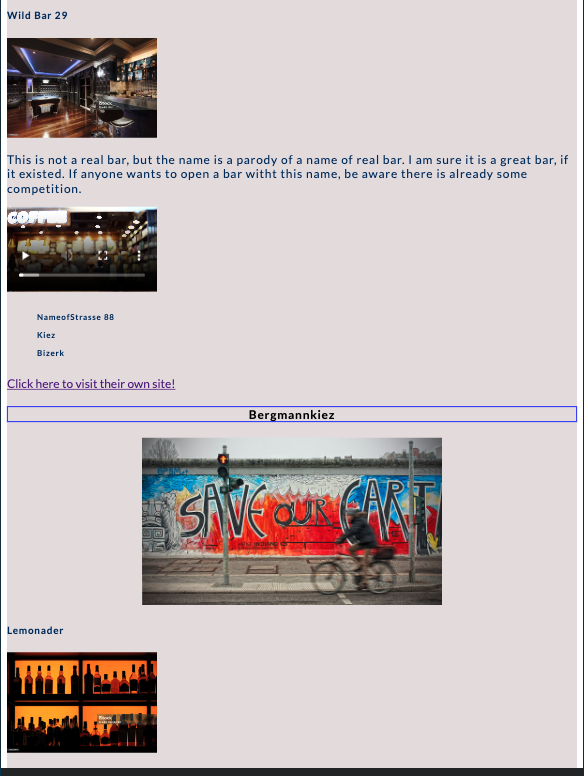 Wild Bar 29
iStock
This is not a real bar, but the name is a parody of a name of real bar. I am sure it is a great bar, if
it existed. If anyone wants to open a bar witht this name, be aware there is already some
competition.
COFFEE
NameofStrasse 88
Kiez
Bizerk
Click here to visit their own site!
Bergmannkiez
SAVE OUR EART
Lemonader
iStock